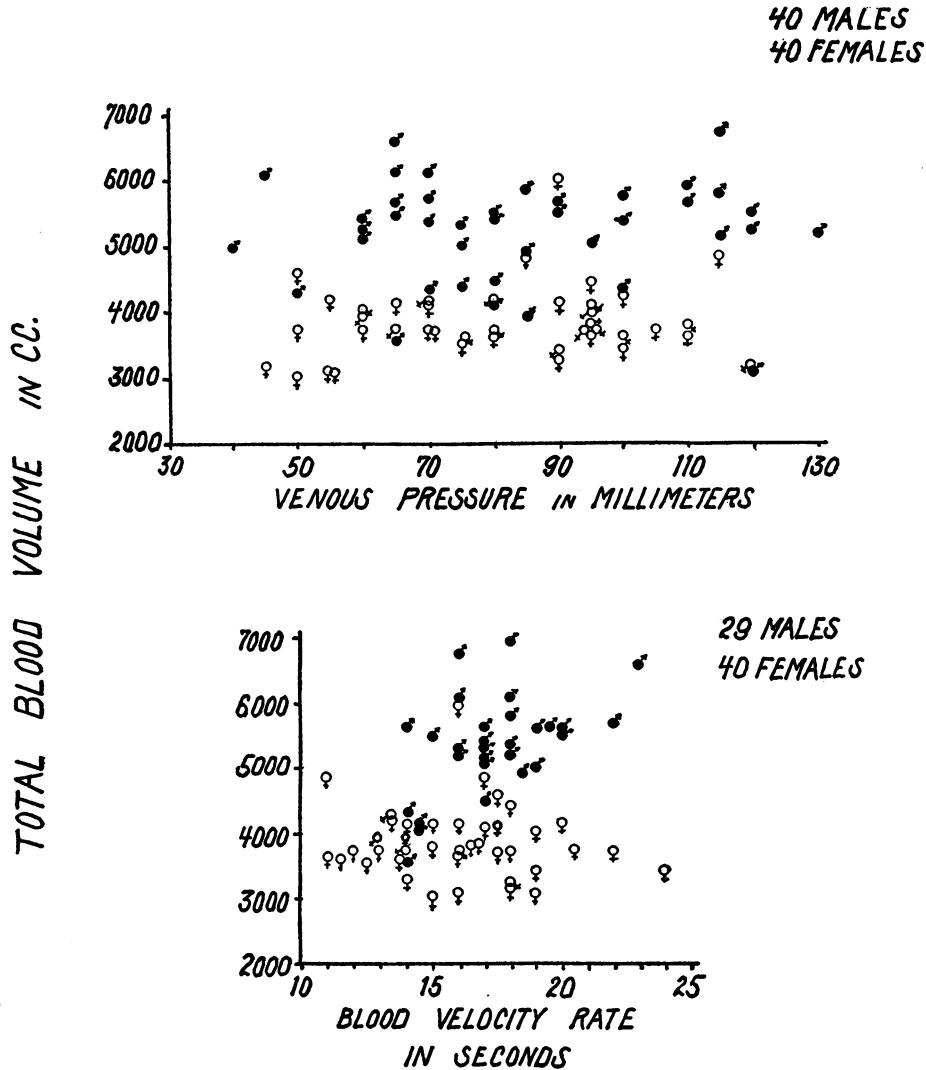 40 MALES
40 FEMALES
7000
6000
5000
4000
3000
2000
30 50 70 90 110 130
VENOUS PRESSURE IN MILLIMETERS
TOTAL BLOOD VOLUME IN CC.
29 MALES
40 FEMALES
7000
6000
5000
4000
3000
2000
10 15 20 25
BLOOD VELOCITY RATE
IN SECONDS